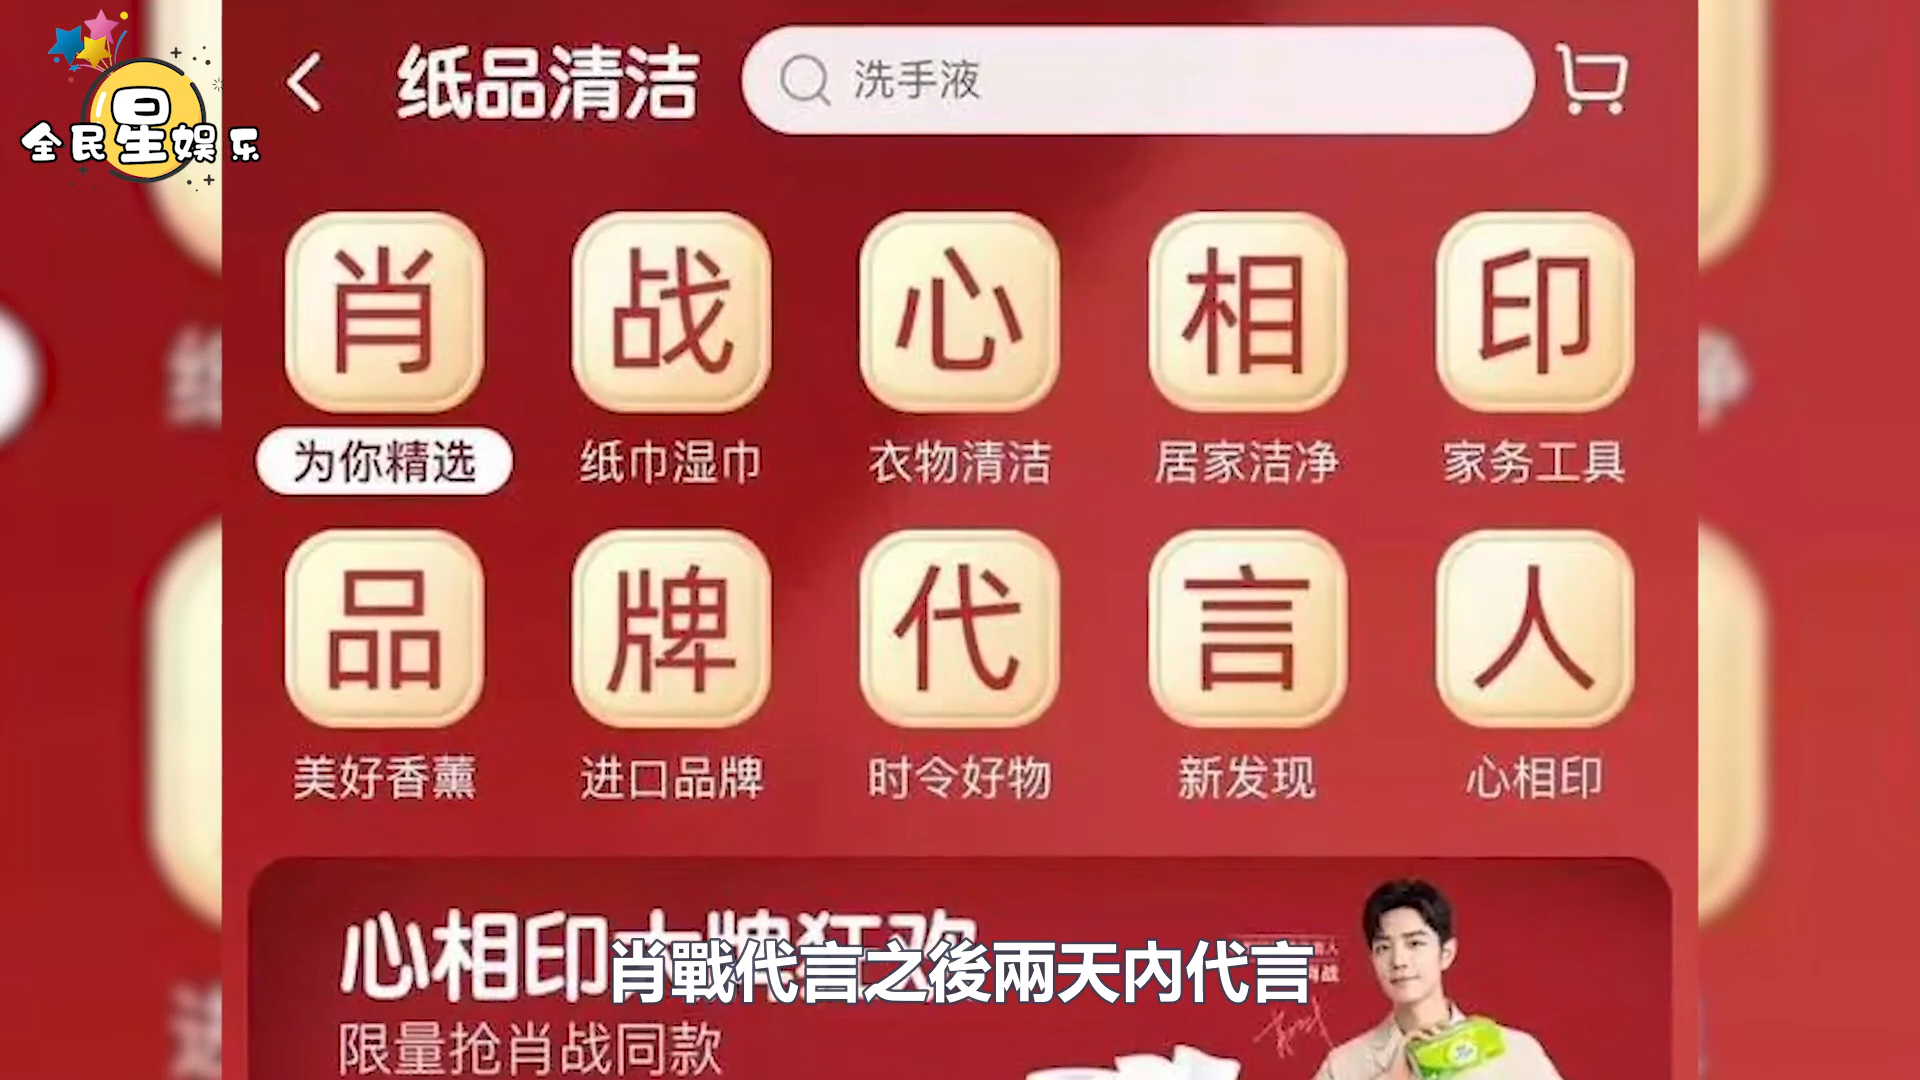 全民星娱乐
纸品清洁
洗手液
肖 战 心 相 印
为你精选 纸巾湿巾 衣物清洁 居家洁净 家务工具
品 牌 代 言 人
美好香薰 进口品牌 时令好物 新发现 心相印
心相印大牌狂欢
肖戰代言之後兩天內代言
限量抢肖战同款